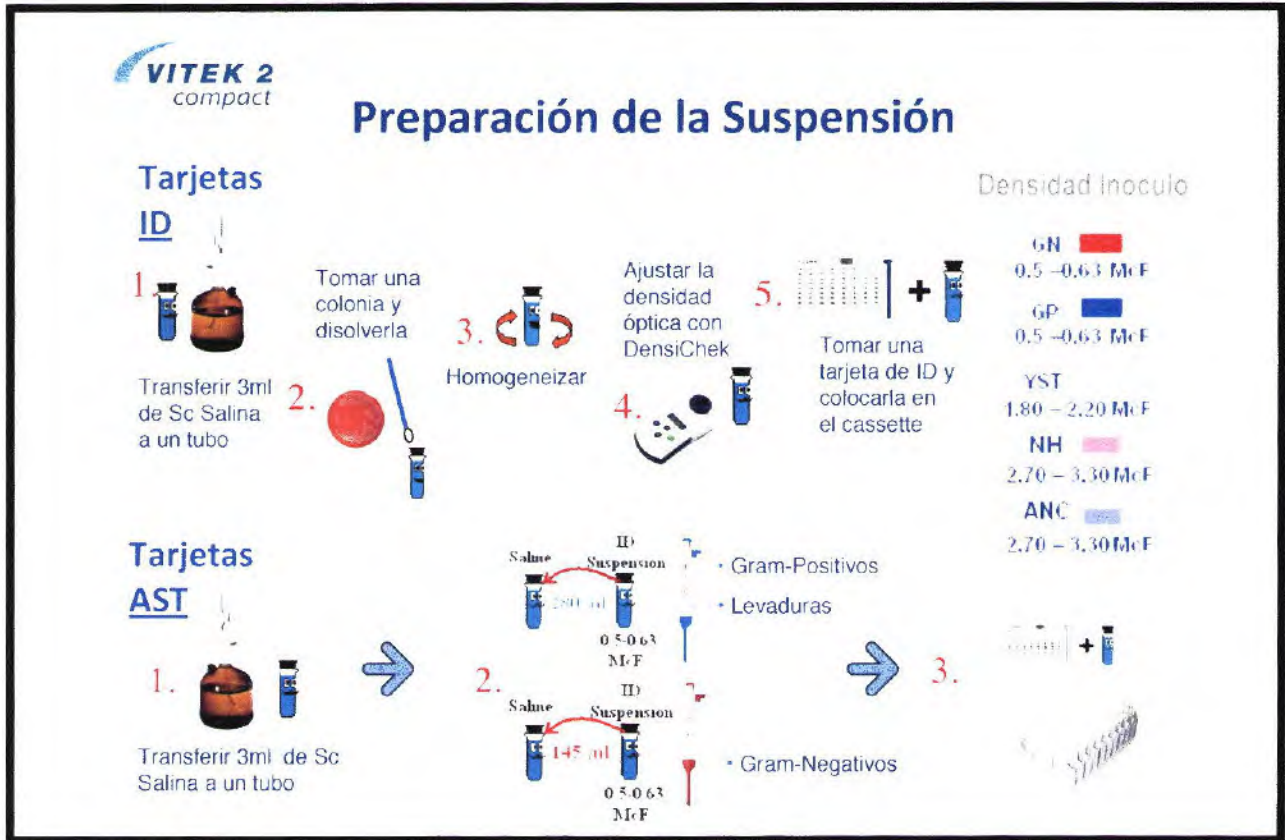 VITEK 2
compact
Preparación de la Suspensión
Tarjetas
ID
1.
Transferir 3ml
de Sc Salina
a un tubo
2.
Tomar una
colonia y
disolverla
3.
Homogeneizar
Ajustar la
densidad
óptica con
DensiChek
4.
5.
+
Tomar una
tarjeta de ID y
colocarla en
el cassette
Densidad Inoculo
GN
0.5 –0.63 McF
GP
0.5 –0.63 McF
YST
1.80 – 2.20 McF
NH
2.70 – 3.30 McF
ANC
2.70 – 3.30 McF
Tarjetas
AST
1.
Transferir 3ml de Sc
Salina a un tubo
2.
Saline
ID
Suspension
280 ul
0.5-0.63
McF
• Gram-Positivos
• Levaduras
Saline
ID
Suspension
145 ul
0.5-0.63
McF
• Gram-Negativos
3.
+